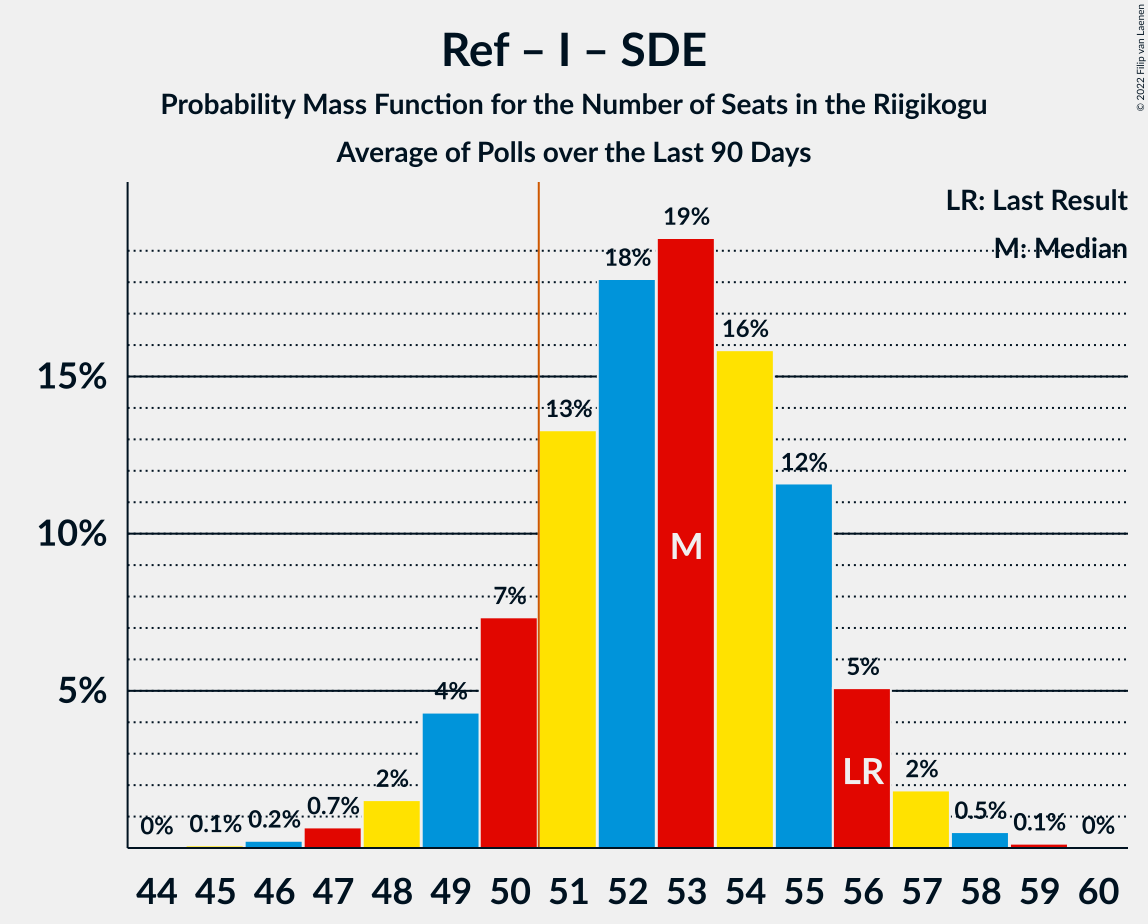 Ref – I – SDE
Probability Mass Function for the Number of Seats in the Riigikogu
Average of Polls over the Last 90 Days
© 2022 Filip van Laenen
LR: Last Result
M: Median
15%
10%
5%
0%
0.1%
0.2%
0.7%
2%
4%
7%
13%
18%
19%
16%
12%
5%
2%
0.5%
0.1%
0%
M
LR
44 45 46 47 48 49 50 51 52 53 54 55 56 57 58 59 60